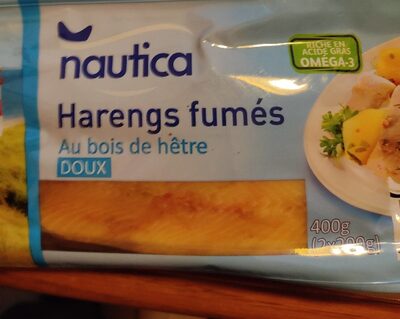 nautica
Harengs fumés
Au bois de hêtre
DOUX
RICHE EN
ACIDE GRAS
OMÉGA-3
400g
(2x200g)